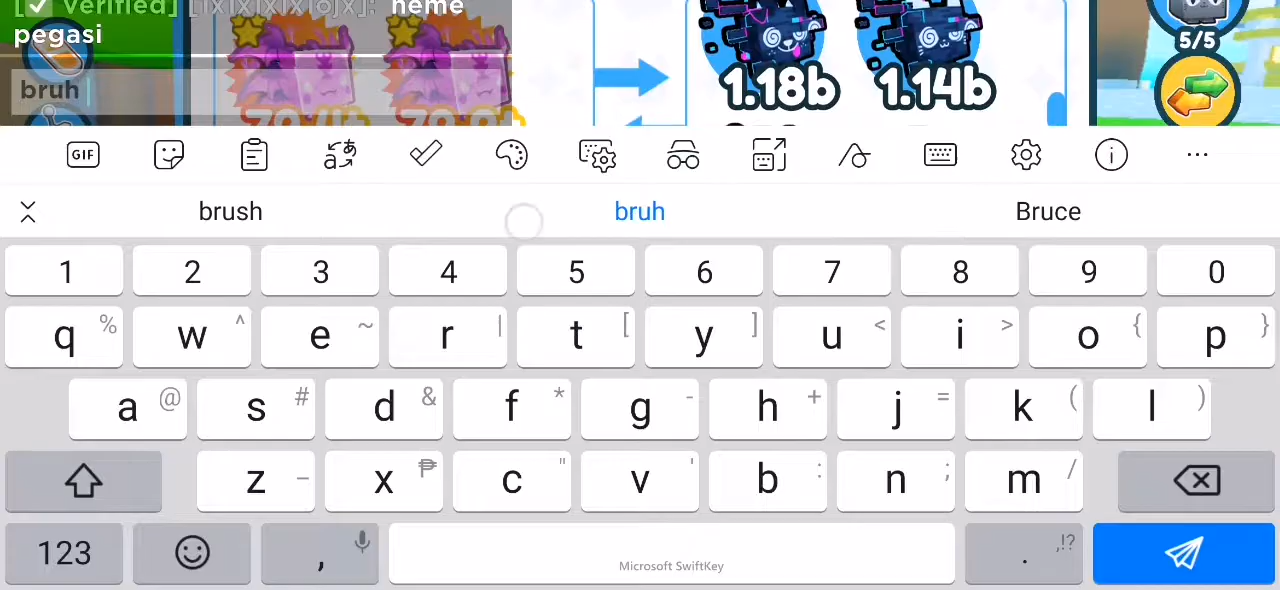 [✔ Verified] [IXIXIXIXIOJX]: neme
pegasi
bruh
1.18b 1.14b
5/5
GIF
brush bruh Bruce
1 2 3 4 5 6 7 8 9 0
q % w ^ e ~ r | t [ y ] u < i > o { p }
a @ s # d & f * g - h + j = k ( l )
z _ x ₱ c " v ' b : n ; m /
123 , Microsoft SwiftKey . ,!?